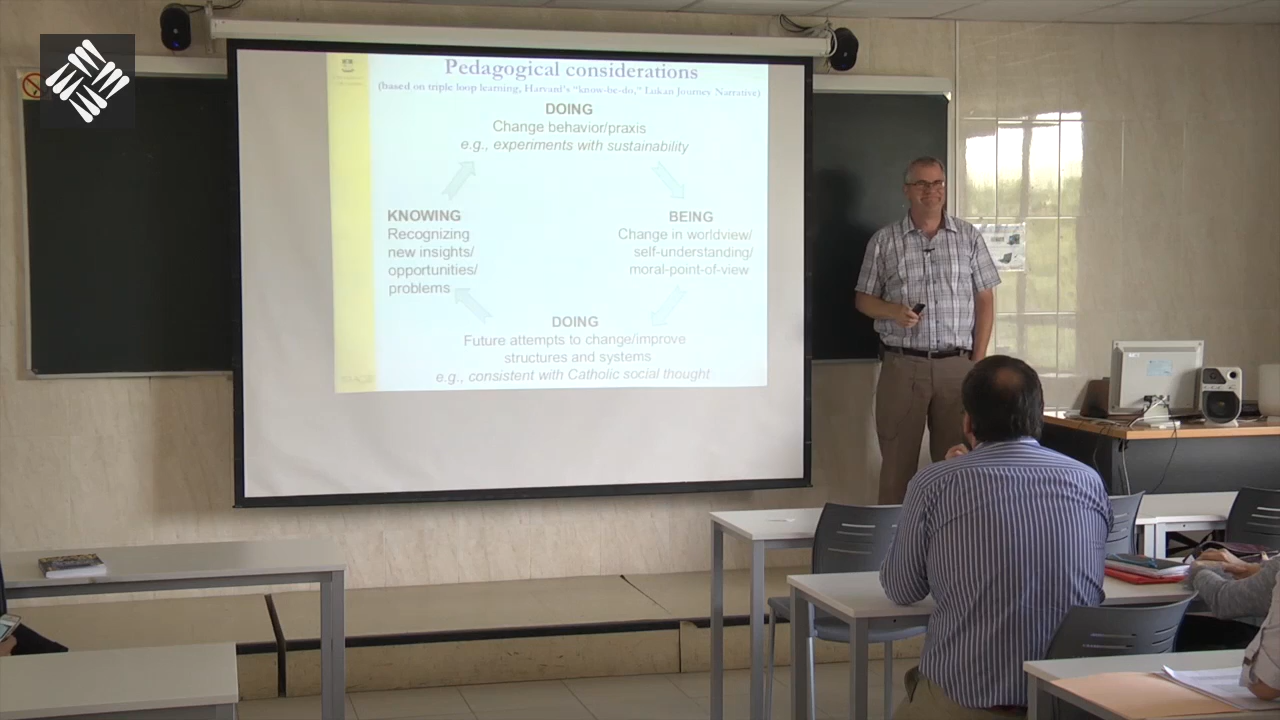 Pedagogical considerations
(based on triple loop learning, Harvard's "know-be-do," Lukan Journey Narrative)
DOING
Change behavior/praxis
e.g., experiments with sustainability
KNOWING
Recognizing
new insights/
opportunities/
problems
BEING
Change in worldview/
self-understanding/
moral-point-of-view
DOING
Future attempts to change/improve
structures and systems
e.g., consistent with Catholic social thought